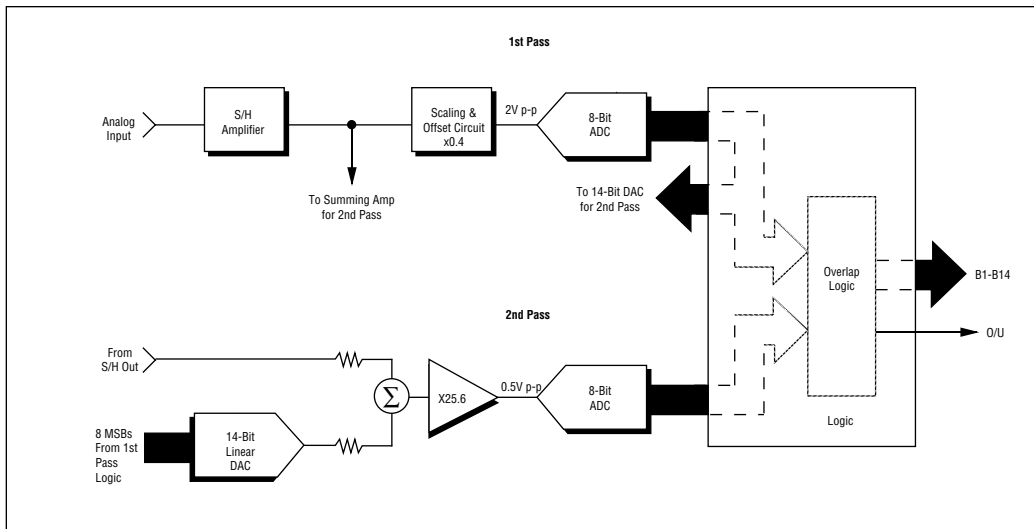 1st Pass
Analog
Input
S/H
Amplifier
Scaling &
Offset Circuit
x0.4
2V p-p
8-Bit
ADC
To Summing Amp
for 2nd Pass
To 14-Bit DAC
for 2nd Pass
Overlap
Logic
B1-B14
O/U
Logic
2nd Pass
From
S/H Out
Σ
X25.6
0.5V p-p
8-Bit
ADC
8 MSBs
From 1st
Pass
Logic
14-Bit
Linear
DAC